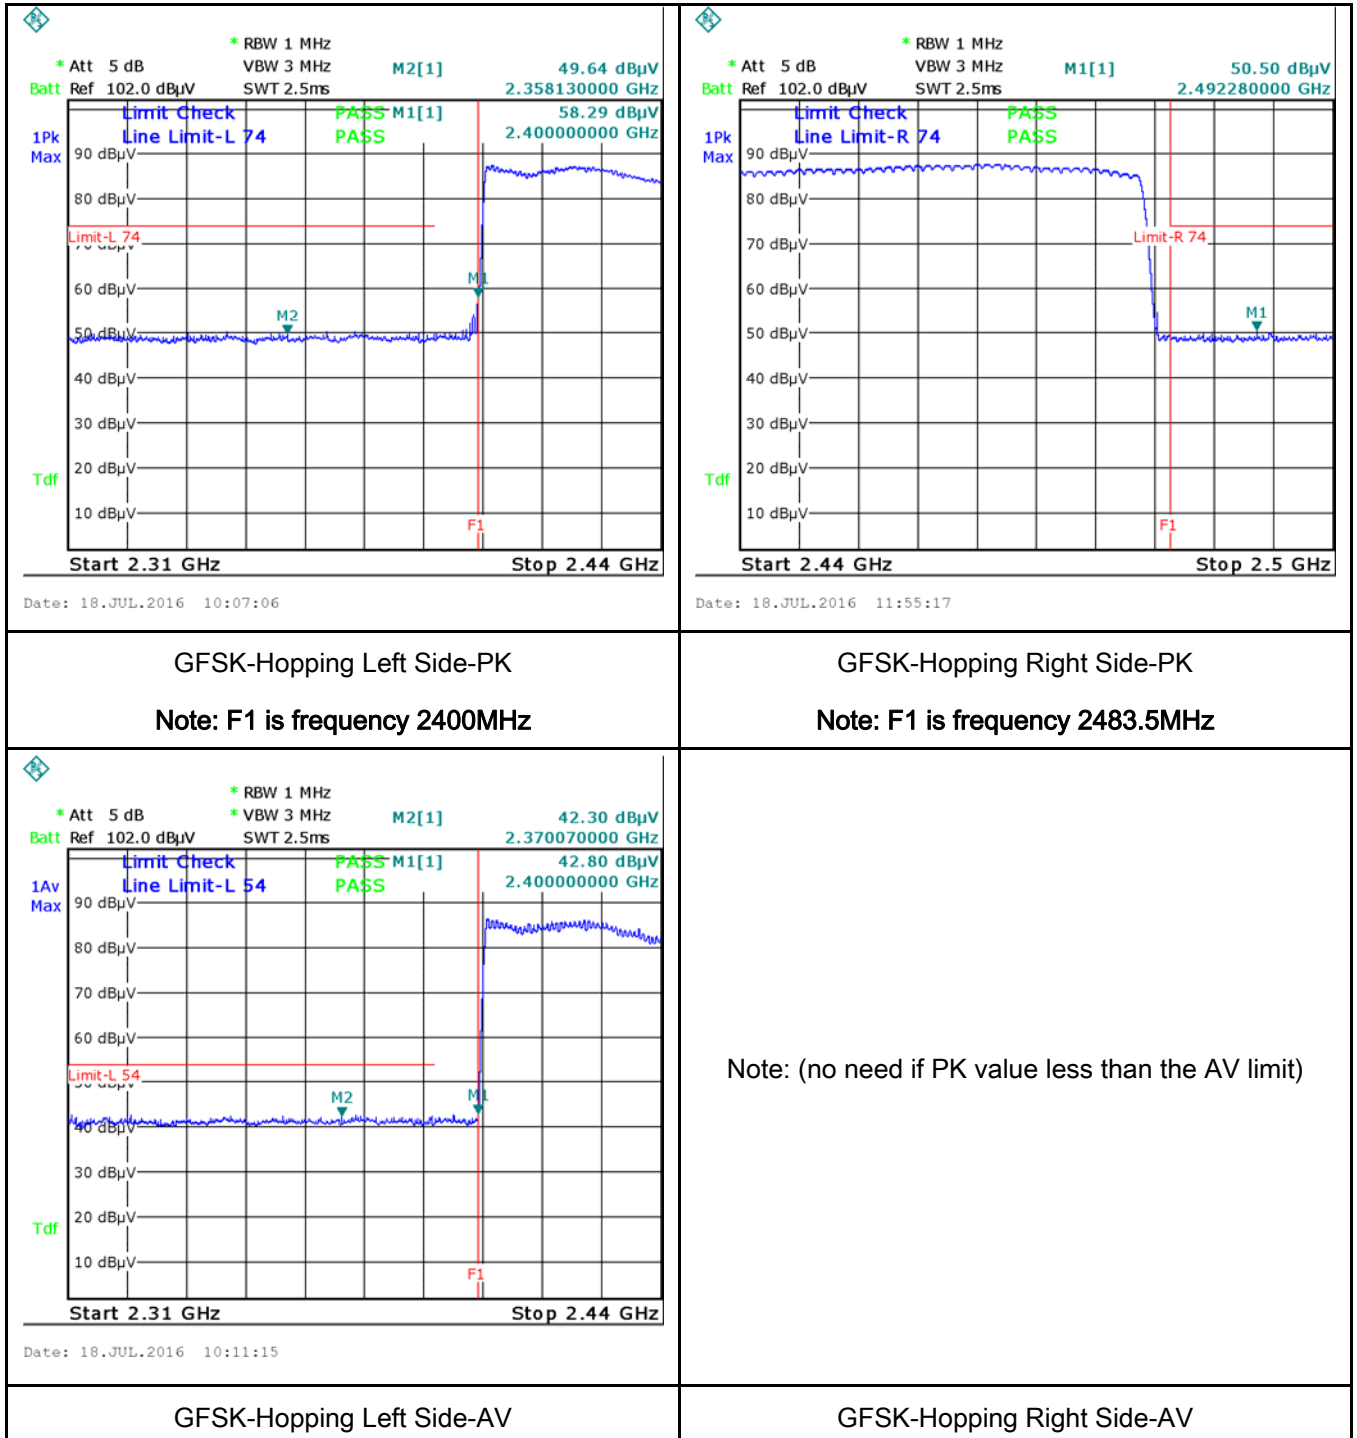 * RBW 1 MHz
* Att 5 dB VBW 3 MHz M2[1] 49.64 dBµV
Batt Ref 102.0 dBµV SWT 2.5ms 2.358130000 GHz
Limit Check PASS M1[1] 58.29 dBµV
1Pk Line Limit-L 74 PASS 2.400000000 GHz
Max 90 dBµV
80 dBµV
Limit-L 74
70 dBµV
M1
60 dBµV
M2
50 dBµV
40 dBµV
30 dBµV
20 dBµV
Tdf
10 dBµV
F1
Start 2.31 GHz Stop 2.44 GHz
Date: 18.JUL.2016 10:07:06
* RBW 1 MHz
* Att 5 dB VBW 3 MHz M1[1] 50.50 dBµV
Batt Ref 102.0 dBµV SWT 2.5ms 2.492280000 GHz
Limit Check PASS
1Pk Line Limit-R 74 PASS
Max 90 dBµV
80 dBµV
Limit-R 74
70 dBµV
60 dBµV
M1
50 dBµV
40 dBµV
30 dBµV
20 dBµV
Tdf
10 dBµV
F1
Start 2.44 GHz Stop 2.5 GHz
Date: 18.JUL.2016 11:55:17
GFSK-Hopping Left Side-PK
Note: F1 is frequency 2400MHz
GFSK-Hopping Right Side-PK
Note: F1 is frequency 2483.5MHz
* RBW 1 MHz
* Att 5 dB * VBW 3 MHz M2[1] 42.30 dBµV
Batt Ref 102.0 dBµV SWT 2.5ms 2.370070000 GHz
Limit Check PASS M1[1] 42.80 dBµV
1Av Line Limit-L 54 PASS 2.400000000 GHz
Max 90 dBµV
80 dBµV
70 dBµV
60 dBµV
Limit-L 54
50 dBµV
M2 M1
40 dBµV
30 dBµV
20 dBµV
Tdf
10 dBµV
F1
Start 2.31 GHz Stop 2.44 GHz
Date: 18.JUL.2016 10:11:15
Note: (no need if PK value less than the AV limit)
GFSK-Hopping Left Side-AV
GFSK-Hopping Right Side-AV